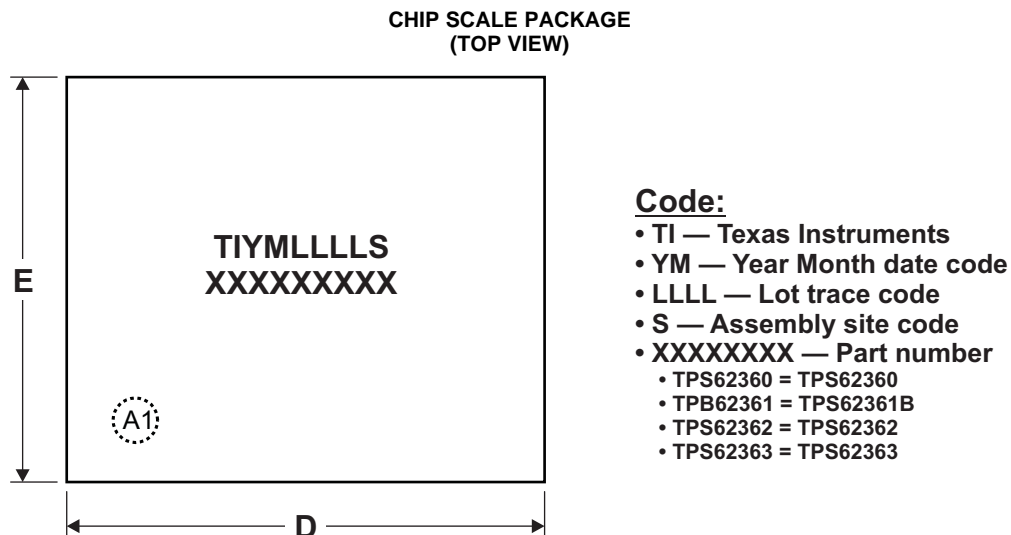 CHIP SCALE PACKAGE
(TOP VIEW)
E
TIYMLLLLS
XXXXXXXXX
A1
D
Code:
• TI — Texas Instruments
• YM — Year Month date code
• LLLL — Lot trace code
• S — Assembly site code
• XXXXXXXX — Part number
• TPS62360 = TPS62360
• TPB62361 = TPS62361B
• TPS62362 = TPS62362
• TPS62363 = TPS62363